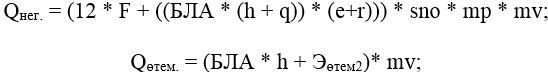 Qнег. = (12 * F + ((БЛА * (h + q)) * (e+r))) * sno * mp * mv;
Qөтем. = (БЛА * h + Эөтем2)* mv;